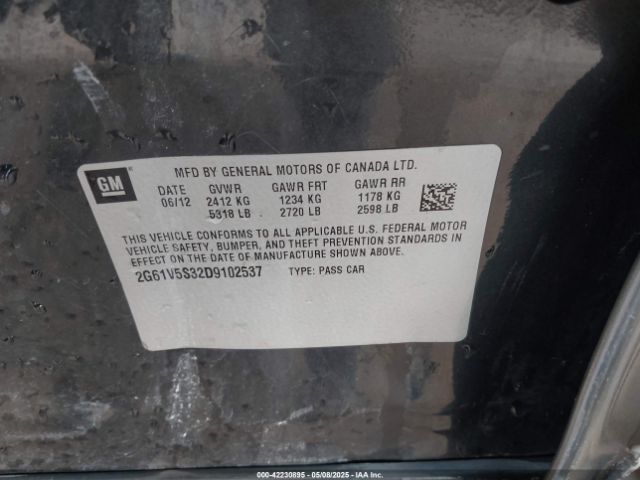 GM
MFD BY GENERAL MOTORS OF CANADA LTD.
DATE GVWR GAWR FRT GAWR RR
06/12 2412 KG 1234 KG 1178 KG
5318 LB 2720 LB 2598 LB
THIS VEHICLE CONFORMS TO ALL APPLICABLE U.S. FEDERAL MOTOR
VEHICLE SAFETY, BUMPER, AND THEFT PREVENTION STANDARDS IN
EFFECT ON THE DATE OF MANUFACTURE SHOWN ABOVE.
2G61V5S32D9102537 TYPE: PASS CAR
000-42230895 - 05/08/2025 - IAA Inc.